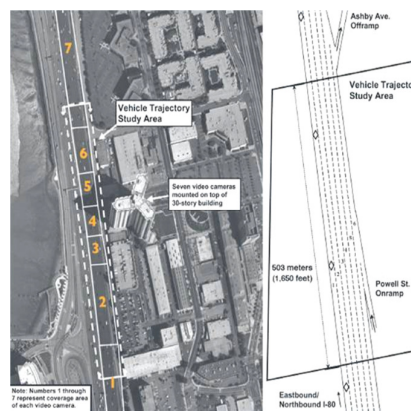 7
Vehicle Trajectory
Study Area
6
5
Seven video cameras
mounted on top of
30-story building
4
3
2
1
Note: Numbers 1 through
7 represent coverage area
of each video camera.
Ashby Ave.
Offramp
Vehicle Trajecto
Study Area
503 meters
(1,650 feet)
Powell St.
Onramp
Eastbound/
Northbound I-80